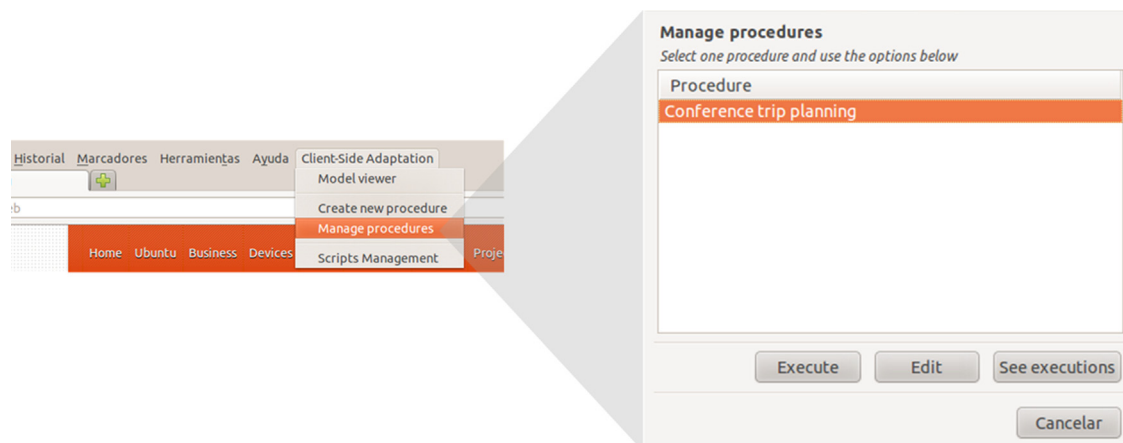 Historial Marcadores Herramientas Ayuda Client-Side Adaptation
Model viewer
Create new procedure
Manage procedures
Scripts Management
Home Ubuntu Business Devices
Manage procedures
Select one procedure and use the options below
Procedure
Conference trip planning
Execute Edit See executions
Cancelar